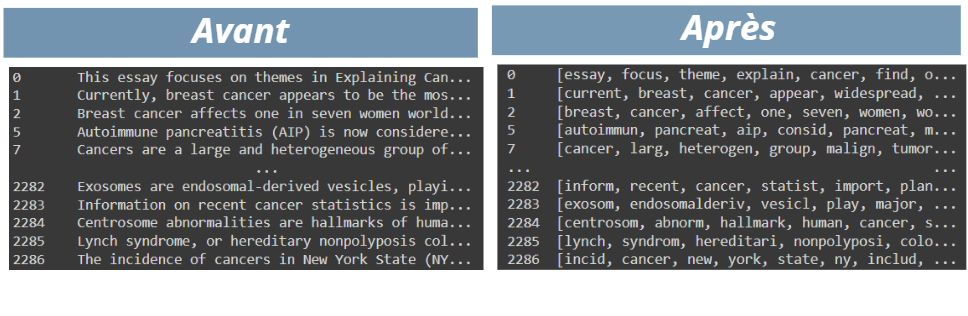 Avant
0 This essay focuses on themes in Explaining Can...
1 Currently, breast cancer appears to be the mos...
2 Breast cancer affects one in seven women world...
5 Autoimmune pancreatitis (AIP) is now considere...
7 Cancers are a large and heterogeneous group of...
...
2282 Exosomes are endosomal-derived vesicles, playi...
2283 Information on recent cancer statistics is imp...
2284 Centrosome abnormalities are hallmarks of huma...
2285 Lynch syndrome, or hereditary nonpolyposis col...
2286 The incidence of cancers in New York State (NY...
Après
0 [essay, focus, theme, explain, cancer, find, o...
1 [current, breast, cancer, appear, widespread, ...
2 [breast, cancer, affect, one, seven, women, wo...
5 [autoimmun, pancreat, aip, consid, pancreat, m...
7 [cancer, larg, heterogen, group, malign, tumor...
... ...
2282 [inform, recent, cancer, statist, import, plan...
2283 [exosom, endosomalderiv, vesicl, play, major, ...
2284 [centrosom, abnorm, hallmark, human, cancer, s...
2285 [lynch, syndrom, hereditari, nonpolyposi, colo...
2286 [incid, cancer, new, york, state, ny, includ, ...